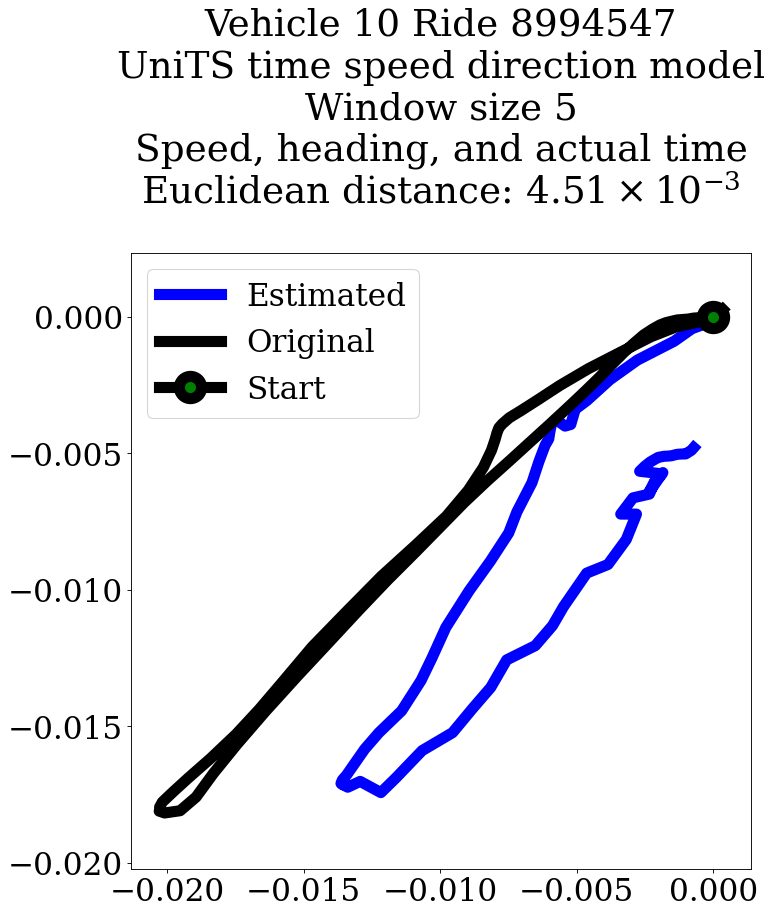 Vehicle 10 Ride 8994547
UniTS time speed direction model
Window size 5
Speed, heading, and actual time
Euclidean distance: 4.51 × 10⁻³
Estimated
Original
Start
0.000
−0.005
−0.010
−0.015
−0.020
−0.020 −0.015 −0.010 −0.005 0.000